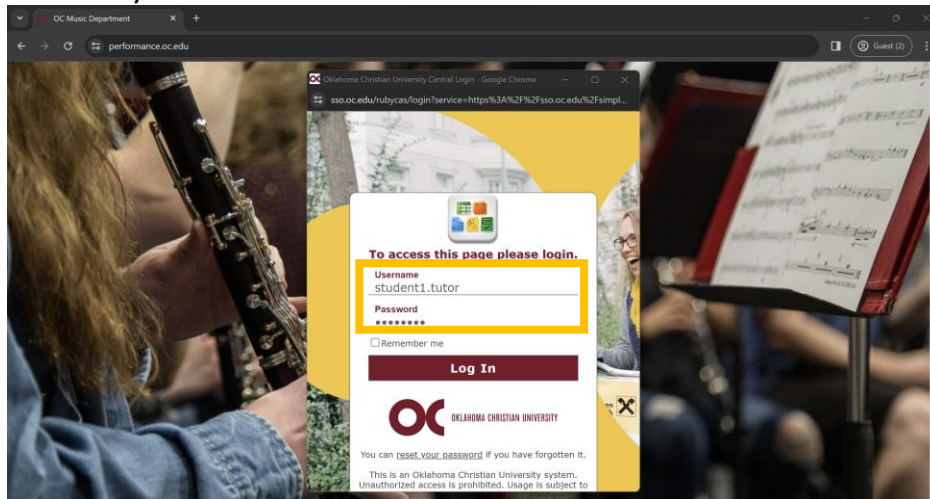 OC Music Department
performance.oc.edu
Guest (2)
Oklahoma Christian University Central Login - Google Chrome
sso.oc.edu/rubycas/login?service=https%3A%2F%2Fsso.oc.edu%2Fsimpl...
To access this page please login.
Username
student1.tutor
Password
Remember me
Log In
OC OKLAHOMA CHRISTIAN UNIVERSITY
You can reset your password if you have forgotten it.
This is an Oklahoma Christian University system.
Unauthorized access is prohibited. Usage is subject to